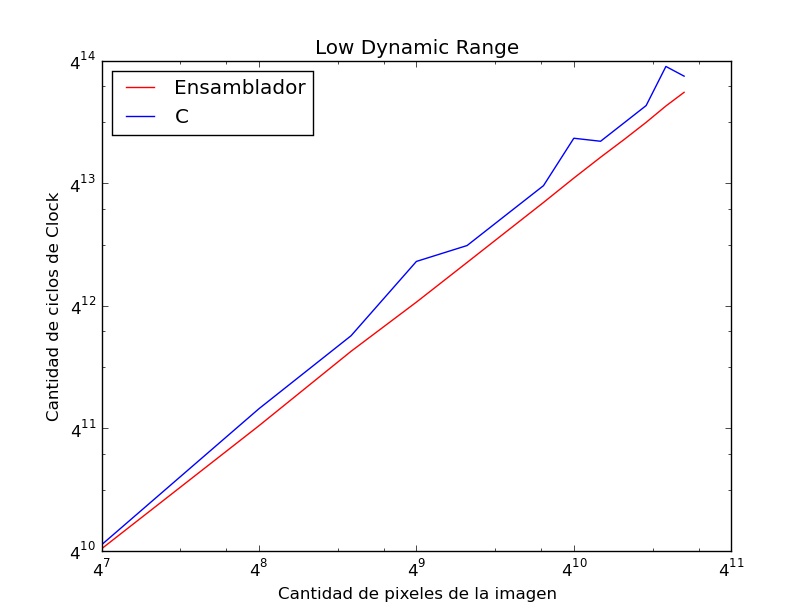 Low Dynamic Range
4^14
Ensamblador
C
4^13
4^12
4^11
4^10
Cantidad de ciclos de Clock
4^7
4^8
4^9
4^10
4^11
Cantidad de pixeles de la imagen